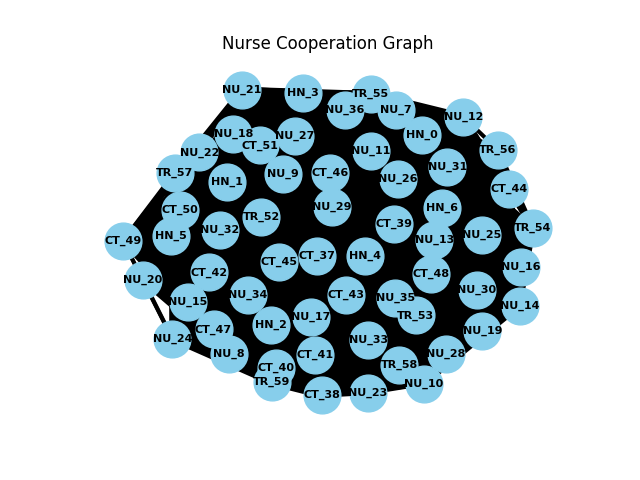 Nurse Cooperation Graph
NU_21
HN_3
TR_55
NU_36
NU_7
NU_12
NU_18
NU_27
HN_0
CT_51
NU_22
NU_11
TR_56
TR_57
NU_9
CT_46
NU_31
HN_1
NU_26
CT_44
CT_50
NU_29
HN_6
TR_52
CT_39
TR_54
NU_32
HN_5
CT_49
NU_13
NU_25
CT_45
CT_37
HN_4
NU_16
CT_42
CT_48
NU_20
NU_34
CT_43
NU_35
NU_30
NU_15
NU_14
NU_17
TR_53
HN_2
CT_47
NU_19
NU_24
NU_33
NU_8
CT_41
NU_28
CT_40
TR_58
TR_59
NU_10
CT_38
NU_23